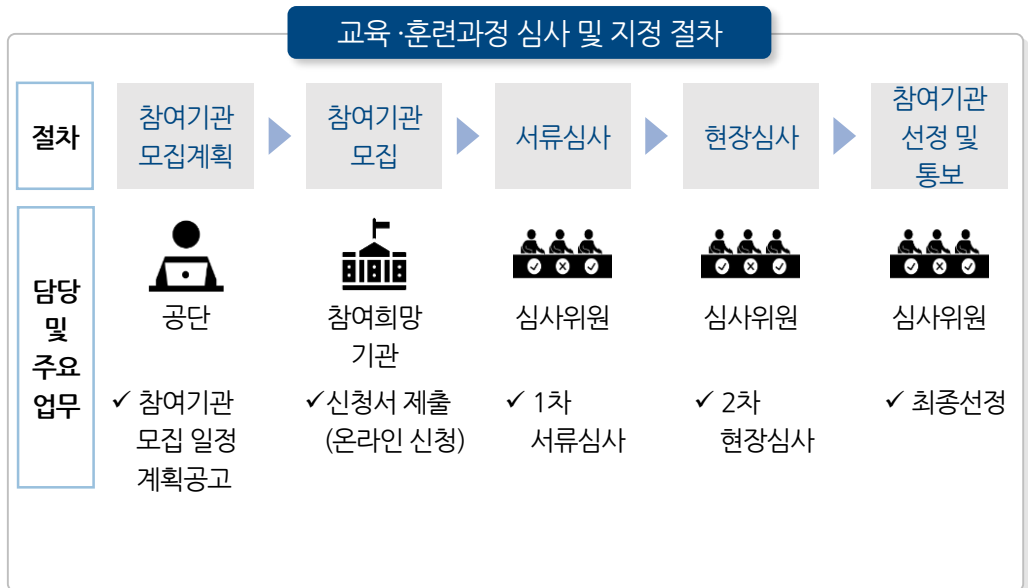 교육 ·훈련과정 심사 및 지정 절차
절차
참여기관
모집계획
참여기관
모집
서류심사
현장심사
참여기관
선정 및
통보
담당
및
주요
업무
공단
참여희망
기관
심사위원
심사위원
심사위원
✓ 참여기관
모집 일정
계획공고
✓신청서 제출
(온라인 신청)
✓ 1차
서류심사
✓ 2차
현장심사
✓ 최종선정